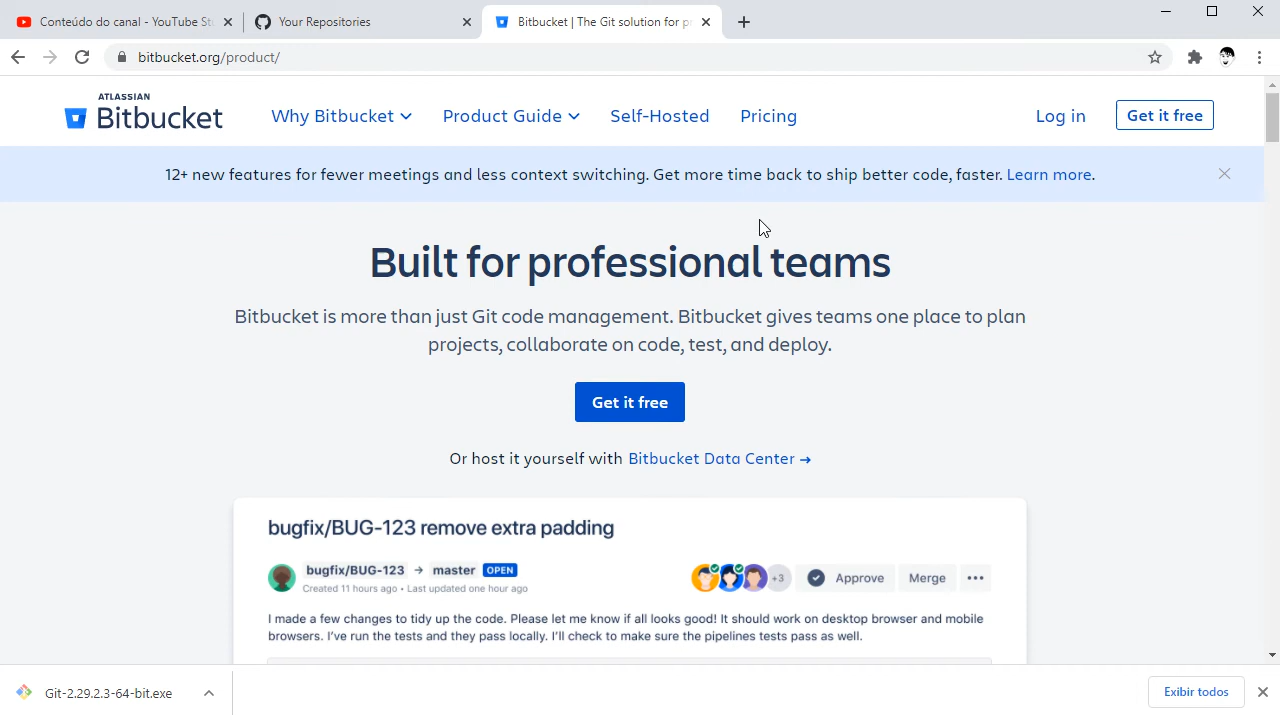 Conteúdo do canal - YouTube St
Your Repositories
Bitbucket | The Git solution for p
bitbucket.org/product/
ATLASSIAN
Bitbucket
Why Bitbucket
Product Guide
Self-Hosted
Pricing
Log in
Get it free
12+ new features for fewer meetings and less context switching. Get more time back to ship better code, faster. Learn more.
Built for professional teams
Bitbucket is more than just Git code management. Bitbucket gives teams one place to plan
projects, collaborate on code, test, and deploy.
Get it free
Or host it yourself with Bitbucket Data Center →
bugfix/BUG-123 remove extra padding
bugfix/BUG-123 → master OPEN
Created 11 hours ago • Last updated one hour ago
+3
Approve
Merge
I made a few changes to tidy up the code. Please let me know if all looks good! It should work on desktop browser and mobile
browsers. I've run the tests and they pass locally. I'll check to make sure the pipelines tests pass as well.
Git-2.29.2.3-64-bit.exe
Exibir todos